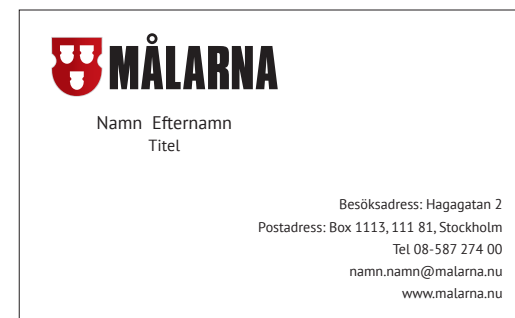 MÅLARNA
Namn Efternamn
Titel
Besöksadress: Hagagatan 2
Postadress: Box 1113, 111 81, Stockholm
Tel 08-587 274 00
namn.namn@malarna.nu
www.malarna.nu